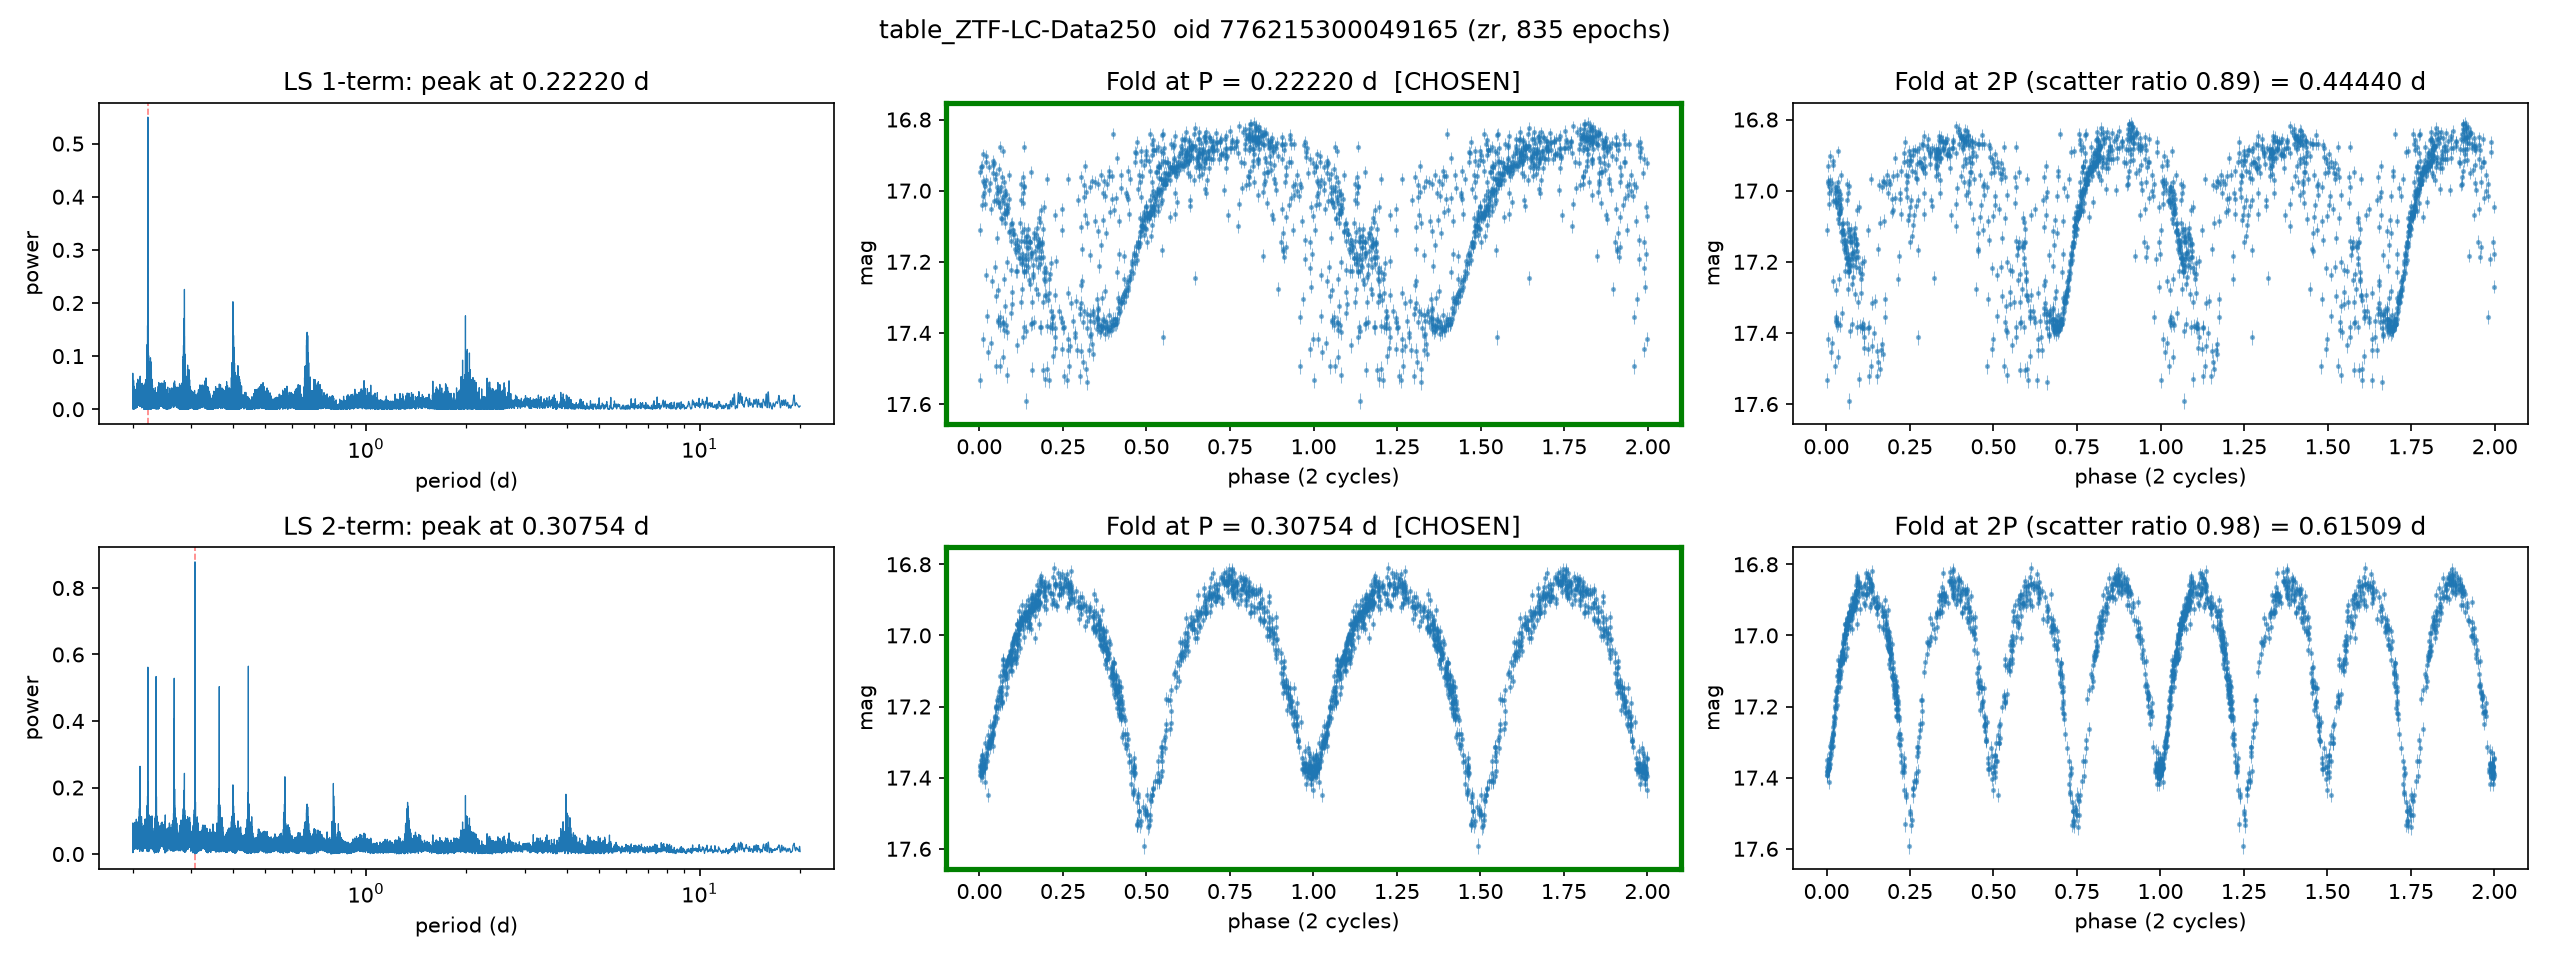 table_ZTF-LC-Data250  oid 776215300049165 (zr, 835 epochs)
LS 1-term: peak at 0.22220 d
Fold at P = 0.22220 d  [CHOSEN]
Fold at 2P (scatter ratio 0.89) = 0.44440 d
power
0.5
0.4
0.3
0.2
0.1
0.0
10^0
10^1
period (d)
mag
16.8
17.0
17.2
17.4
17.6
0.00 0.25 0.50 0.75 1.00 1.25 1.50 1.75 2.00
phase (2 cycles)
mag
16.8
17.0
17.2
17.4
17.6
0.00 0.25 0.50 0.75 1.00 1.25 1.50 1.75 2.00
phase (2 cycles)
LS 2-term: peak at 0.30754 d
Fold at P = 0.30754 d  [CHOSEN]
Fold at 2P (scatter ratio 0.98) = 0.61509 d
power
0.8
0.6
0.4
0.2
0.0
10^0
10^1
period (d)
mag
16.8
17.0
17.2
17.4
17.6
0.00 0.25 0.50 0.75 1.00 1.25 1.50 1.75 2.00
phase (2 cycles)
mag
16.8
17.0
17.2
17.4
17.6
0.00 0.25 0.50 0.75 1.00 1.25 1.50 1.75 2.00
phase (2 cycles)